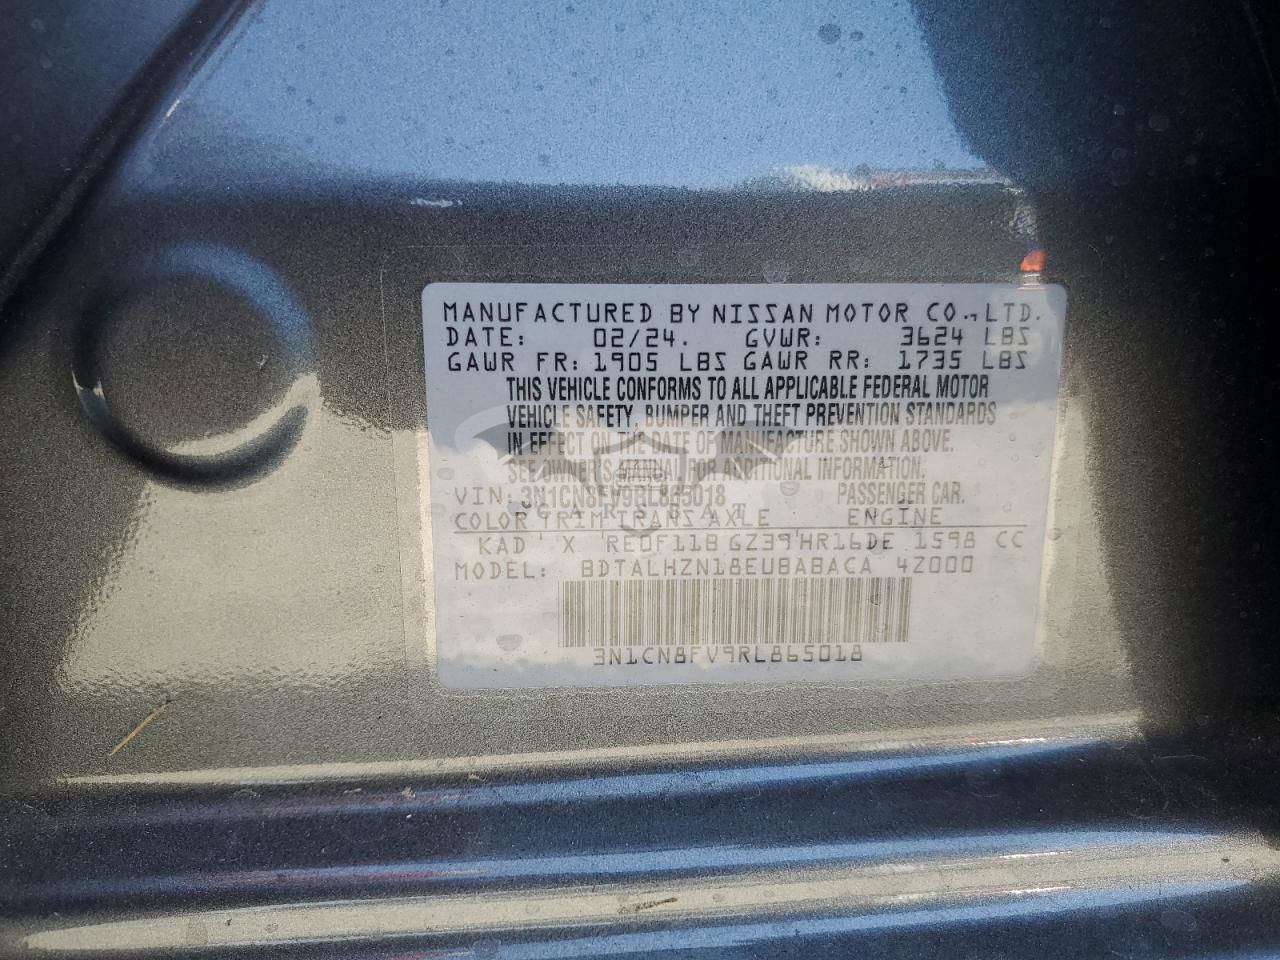 MANUFACTURED BY NISSAN MOTOR CO., LTD.
DATE: 02/24. GVWR: 3624 LBS
GAWR FR: 1905 LBS GAWR RR: 1735 LBS
THIS VEHICLE CONFORMS TO ALL APPLICABLE FEDERAL MOTOR
VEHICLE SAFETY, BUMPER AND THEFT PREVENTION STANDARDS
IN EFFECT ON THE DATE OF MANUFACTURE SHOWN ABOVE.
SEE OWNER'S MANUAL FOR ADDITIONAL INFORMATION.
VIN: 3N1CN8FV9RL865018 PASSENGER CAR.
CARSBAT
COLOR TRIM TRANS AXLE ENGINE
KAD X RE0F11B GZ39 HR16DE 1598 CC
MODEL: BDTALHZN18EUBABACA 4Z000
3N1CN8FV9RL865018